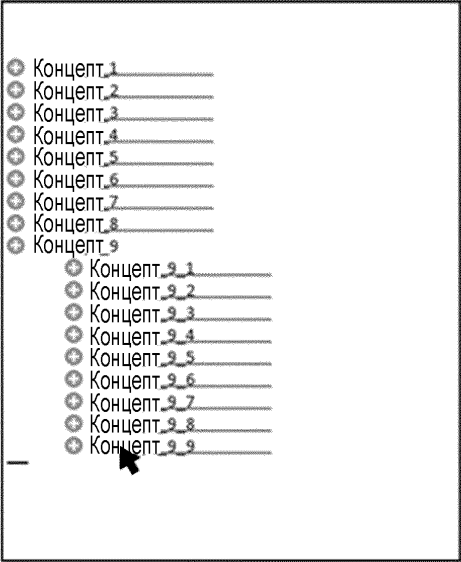 Концепт_1
Концепт_2
Концепт_3
Концепт_4
Концепт_5
Концепт_6
Концепт_7
Концепт_8
Концепт_9
Концепт_9_1
Концепт_9_2
Концепт_9_3
Концепт_9_4
Концепт_9_5
Концепт_9_6
Концепт_9_7
Концепт_9_8
Концепт_9_9